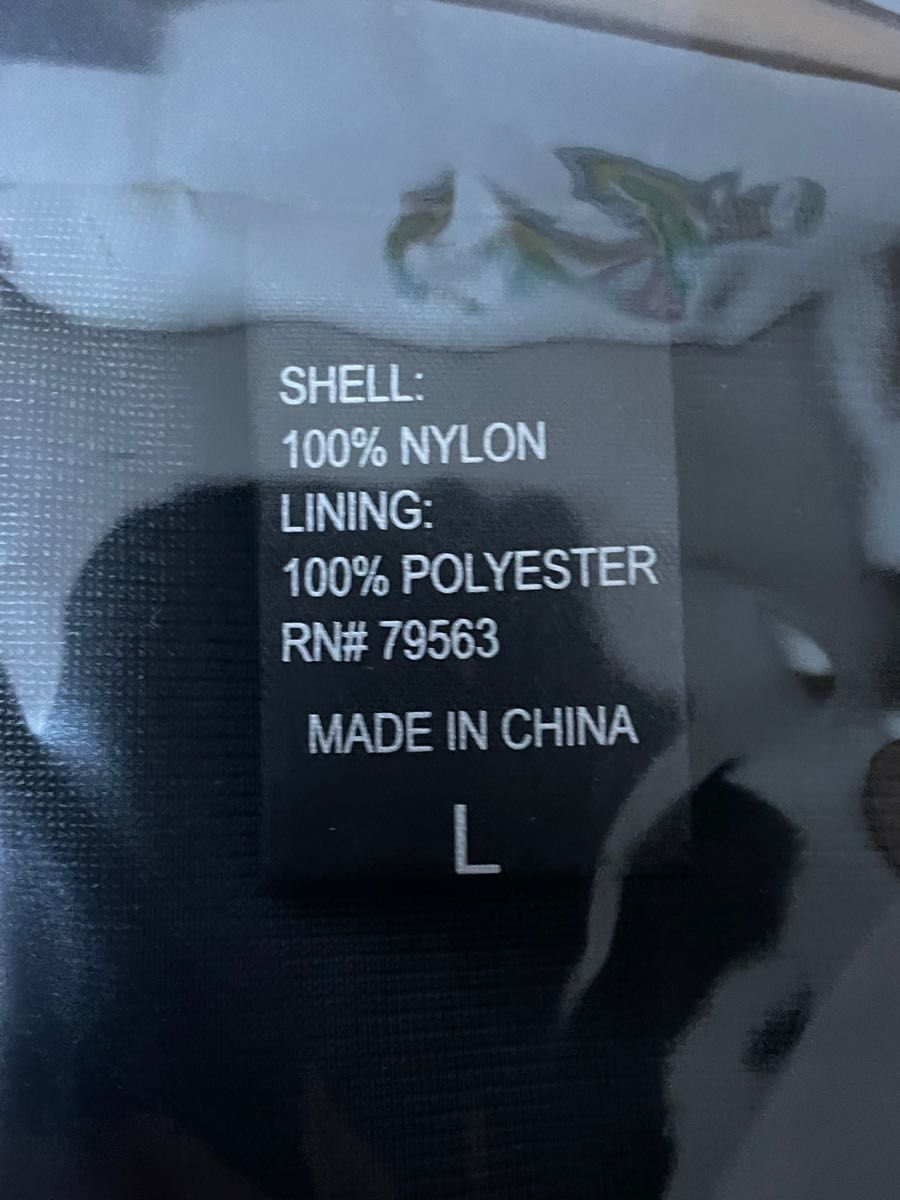 SHELL:
100% NYLON
LINING:
100% POLYESTER
RN# 79563
MADE IN CHINA
L